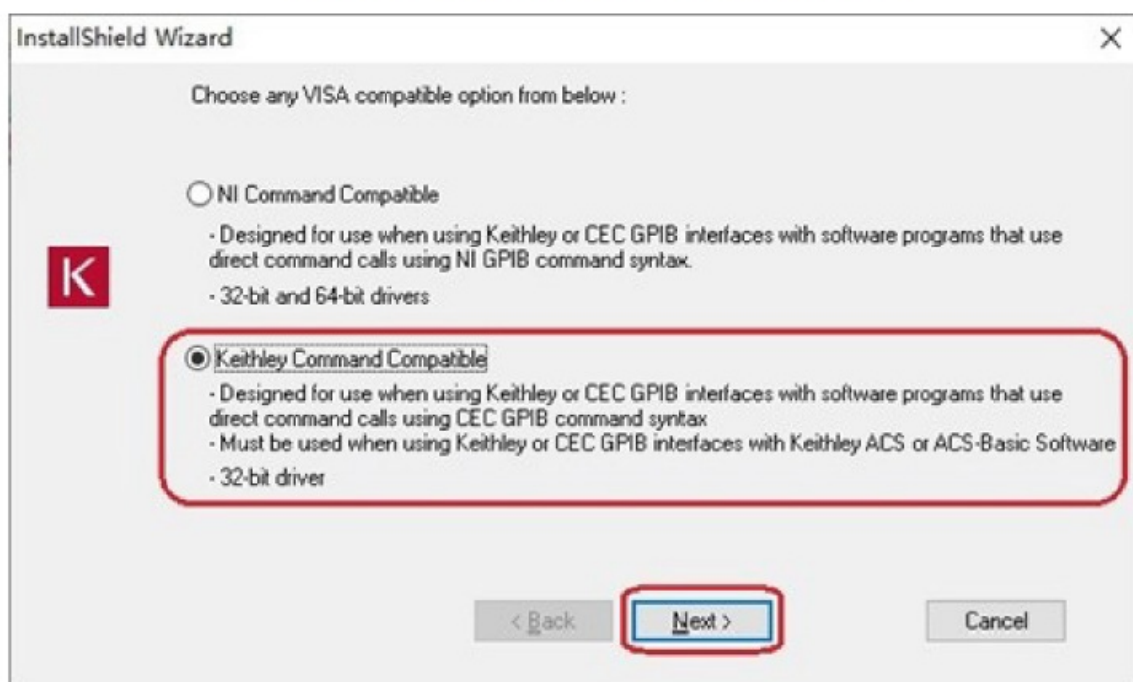 InstallShield Wizard
Choose any VISA compatible option from below :
NI Command Compatible
- Designed for use when using Keithley or CEC GPIB interfaces with software programs that use
direct command calls using NI GPIB command syntax.
- 32-bit and 64-bit drivers
K
Keithley Command Compatible
- Designed for use when using Keithley or CEC GPIB interfaces with software programs that use
direct command calls using CEC GPIB command syntax
- Must be used when using Keithley or CEC GPIB interfaces with Keithley ACS or ACS-Basic Software
- 32-bit driver
< Back
Next >
Cancel